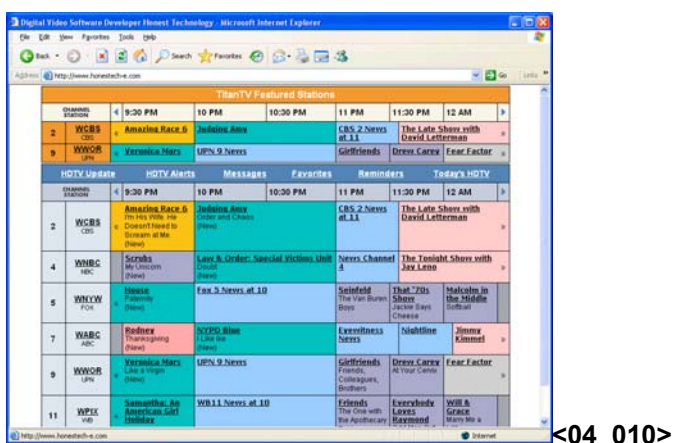 Digital Video Software Developer Honest Technology - Microsoft Internet Explorer
File Edit View Favorites Tools Help
Back Search Favorites
Address http://www.honestech-e.com Go Links »
TitanTV Featured Stations
CHANNEL STATION 9:30 PM 10 PM 10:30 PM 11 PM 11:30 PM 12 AM
2 WCBS CBS « Amazing Race 6 Judging Amy CBS 2 News at 11 The Late Show with David Letterman »
9 WWOR UPN « Veronica Mars UPN 9 News Girlfriends Drew Carey Fear Factor »
HDTV Update HDTV Alerts Messages Favorites Reminders Today's HDTV
CHANNEL STATION 9:30 PM 10 PM 10:30 PM 11 PM 11:30 PM 12 AM
2 WCBS CBS « Amazing Race 6 I'm His Wife. He Doesn't Need to Scream at Me. (New) Judging Amy Order and Chaos (New) CBS 2 News at 11 The Late Show with David Letterman »
4 WNBC NBC Scrubs My Unicorn (New) Law & Order: Special Victims Unit Doubt (New) News Channel 4 The Tonight Show with Jay Leno »
5 WNYW FOX « House Paternity (New) Fox 5 News at 10 Seinfeld The Van Buren Boys That '70s Show Jackie Says Cheese Malcolm in the Middle Softball
7 WABC ABC Rodney Thanksgiving (New) NYPD Blue I Like Ike (New) Eyewitness News Nightline Jimmy Kimmel »
9 WWOR UPN « Veronica Mars Like a Virgin (New) UPN 9 News Girlfriends Friends, Colleagues, Brothers Drew Carey At Your Cervix Fear Factor »
11 WPIX WB « Samantha: An American Girl Holiday WB11 News at 10 Friends The One with the Apothecary Everybody Loves Raymond Will & Grace Marry Me a
http://www.honestech-e.com Internet
<04_010>